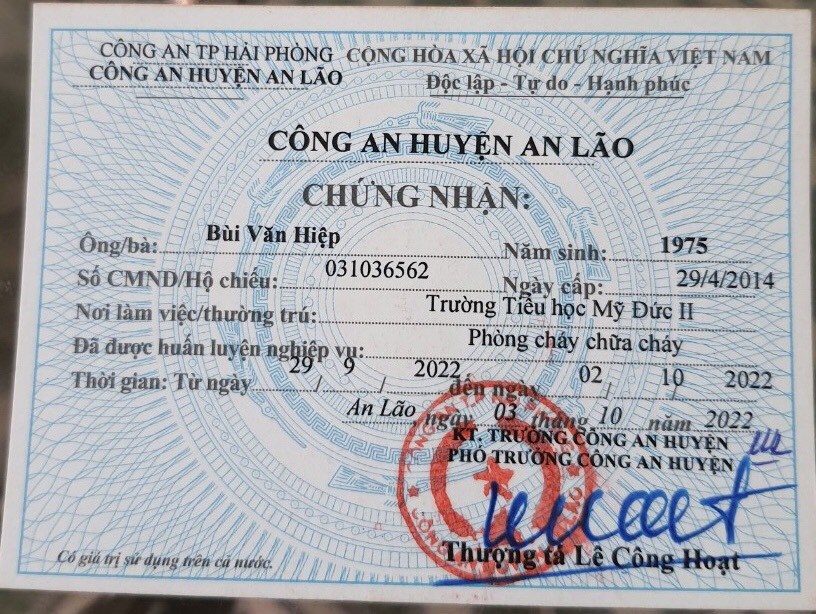 CÔNG AN TP HẢI PHÒNG CỘNG HÒA XÃ HỘI CHỦ NGHĨA VIỆT NAM
CÔNG AN HUYỆN AN LÃO Độc lập - Tự do - Hạnh phúc
CÔNG AN HUYỆN AN LÃO
CHỨNG NHẬN:
Ông/bà: Bùi Văn Hiệp Năm sinh: 1975
Số CMND/Hộ chiếu: 031036562 Ngày cấp: 29/4/2014
Nơi làm việc/thường trú: Trường Tiểu học Mỹ Đức II
Đã được huấn luyện nghiệp vụ: Phòng cháy chữa cháy
Thời gian: Từ ngày 29 / 9 / 2022 đến ngày 02 / 10 / 2022
An Lão, ngày 03 tháng 10 năm 2022
KT. TRƯỞNG CÔNG AN HUYỆN
PHÓ TRƯỞNG CÔNG AN HUYỆN
Thượng tá Lê Công Hoạt
Có giá trị sử dụng trên cả nước.